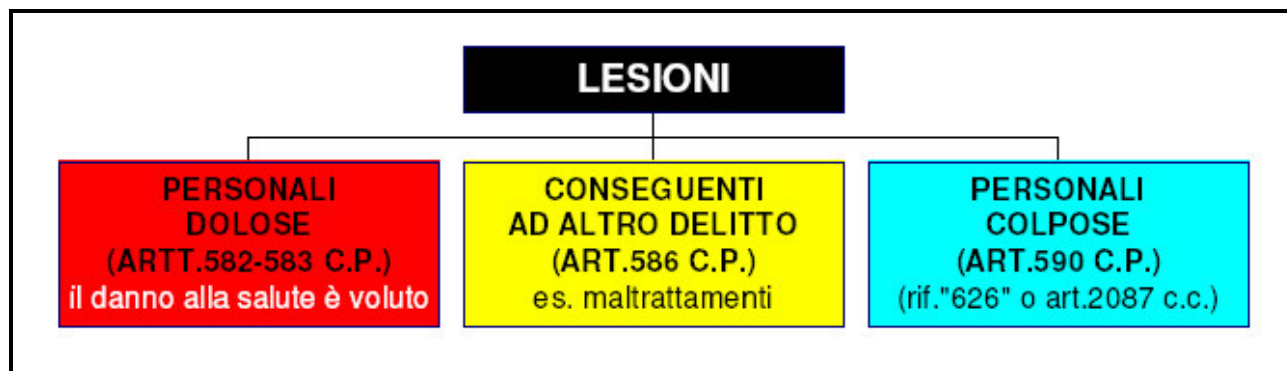 LESIONI
PERSONALI
DOLOSE
(ARTT.582-583 C.P.)
il danno alla salute è voluto
CONSEGUENTI
AD ALTRO DELITTO
(ART.586 C.P.)
es. maltrattamenti
PERSONALI
COLPOSE
(ART.590 C.P.)
(rif."626" o art.2087 c.c.)